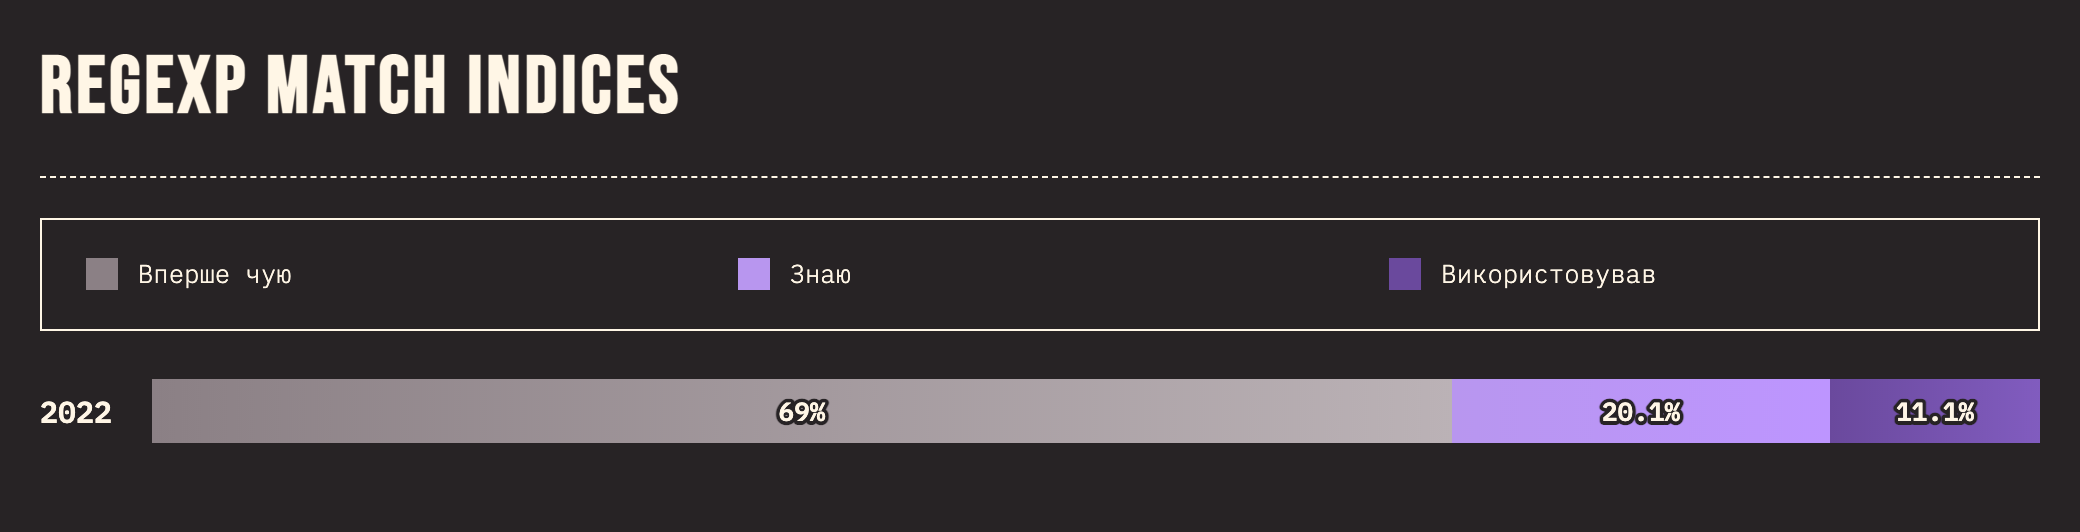 REGEXP MATCH INDICES
Вперше чую Знаю Використовував
2022 69% 20.1% 11.1%